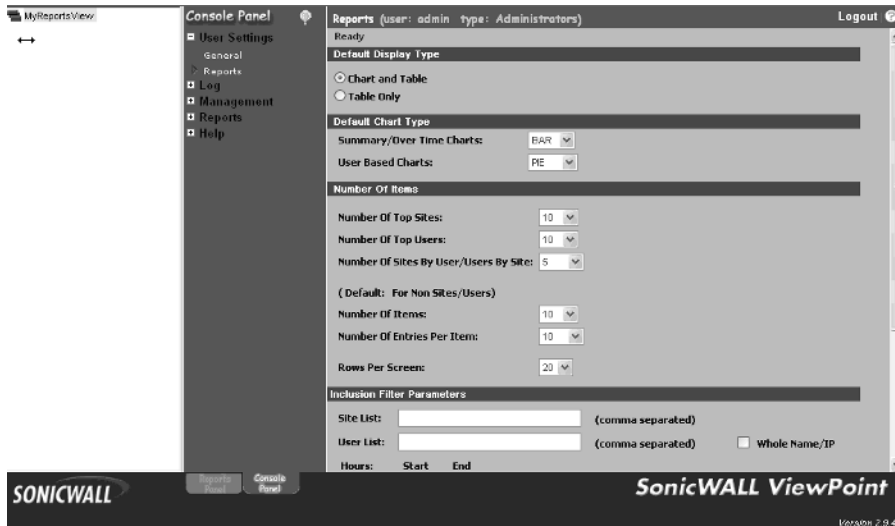 MyReportsView
Console Panel
User Settings
General
Reports
Log
Management
Reports
Help
Reports (user: admin type: Administrators)
Logout
Ready
Default Display Type
Chart and Table
Table Only
Default Chart Type
Summary/Over Time Charts: BAR
User Based Charts: PIE
Number Of Items
Number Of Top Sites: 10
Number Of Top Users: 10
Number Of Sites By User/Users By Site: 5
( Default: For Non Sites/Users)
Number Of Items: 10
Number Of Entries Per Item: 10
Rows Per Screen: 20
Inclusion Filter Parameters
Site List: (comma separated)
User List: (comma separated) Whole Name/IP
Hours: Start End
Reports Panel
Console Panel
SONICWALL
SonicWALL ViewPoint